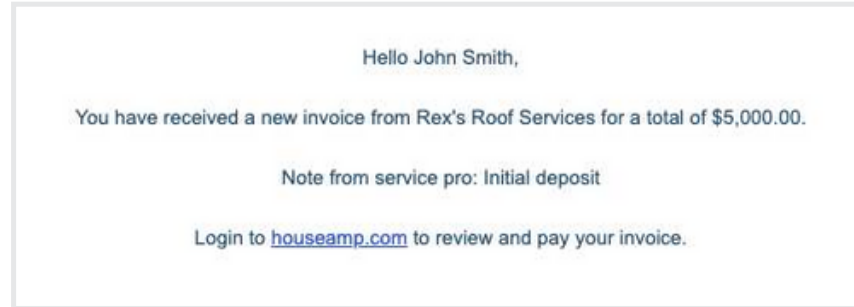 Hello John Smith,
You have received a new invoice from Rex's Roof Services for a total of $5,000.00.
Note from service pro: Initial deposit
Login to houseamp.com to review and pay your invoice.